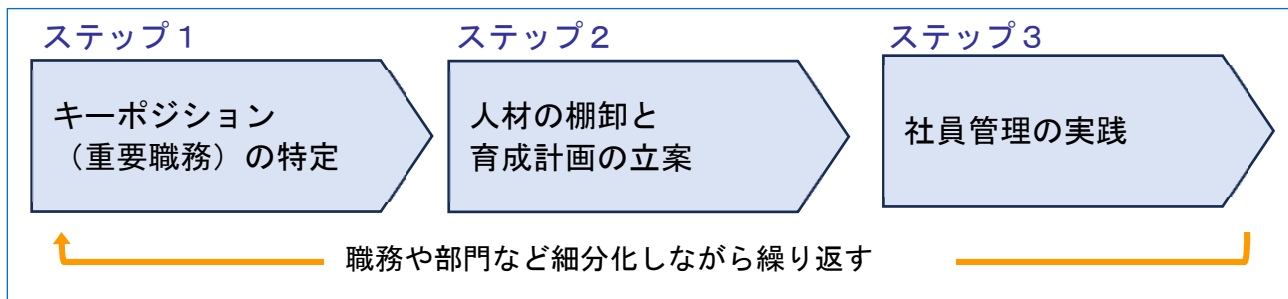 ステップ１
ステップ２
ステップ３
キーポジション
（重要職務）の特定
人材の棚卸と
育成計画の立案
社員管理の実践
職務や部門など細分化しながら繰り返す